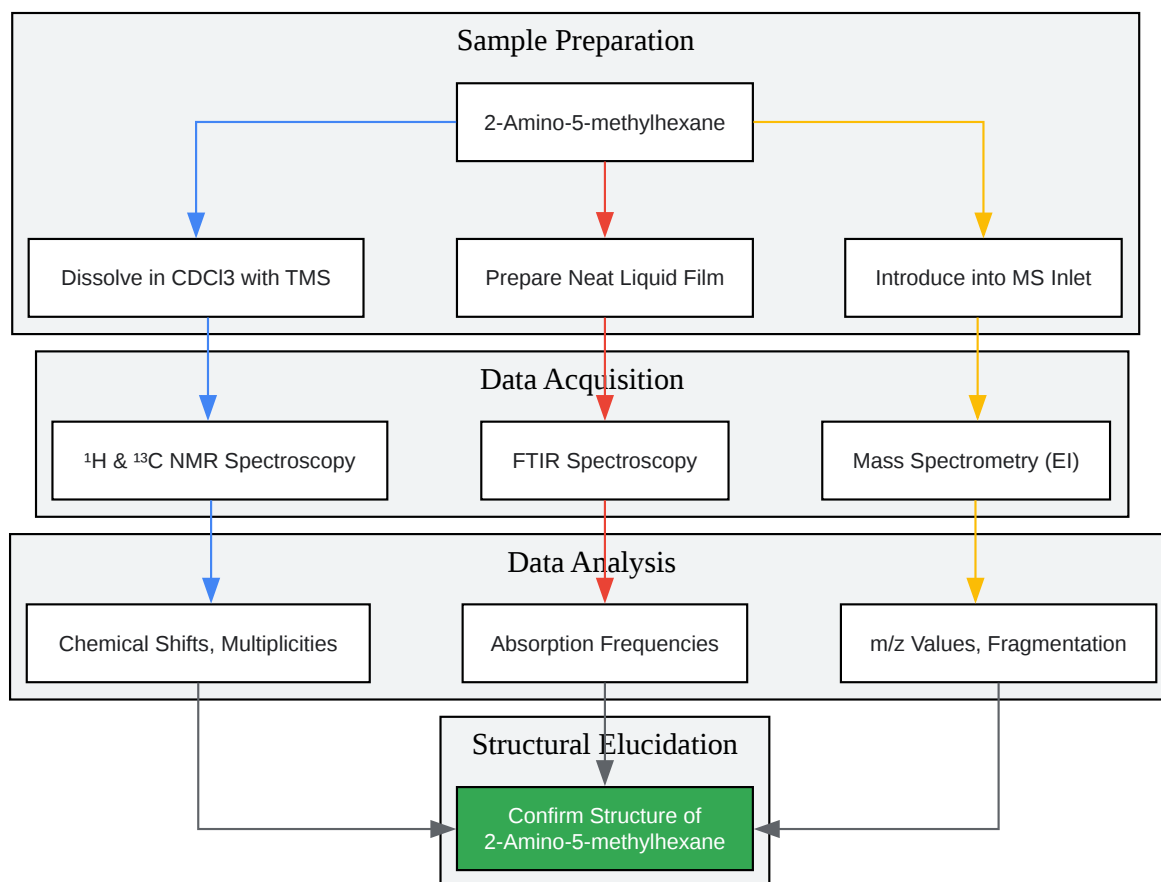 Sample Preparation
2-Amino-5-methylhexane
Dissolve in CDCl3 with TMS
Prepare Neat Liquid Film
Introduce into MS Inlet
Data Acquisition
¹H & ¹³C NMR Spectroscopy
FTIR Spectroscopy
Mass Spectrometry (EI)
Data Analysis
Chemical Shifts, Multiplicities
Absorption Frequencies
m/z Values, Fragmentation
Structural Elucidation
Confirm Structure of
2-Amino-5-methylhexane